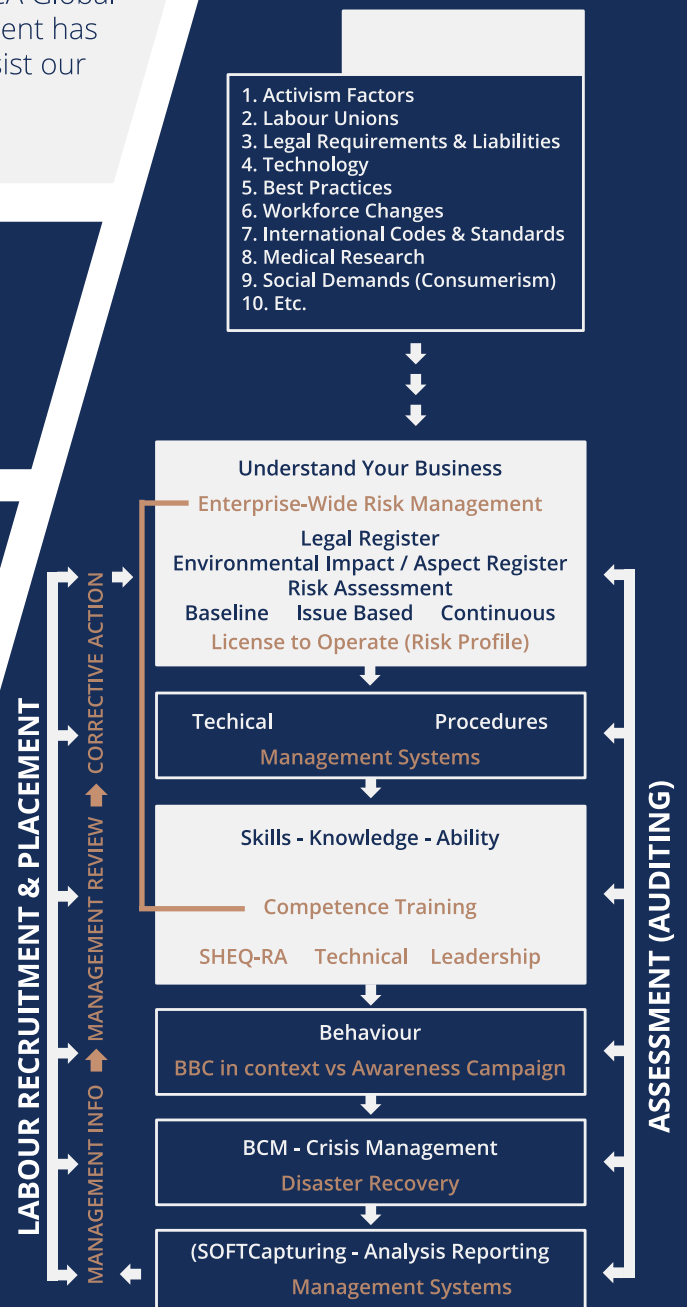 Global
ent has
sist our
1. Activism Factors
2. Labour Unions
3. Legal Requirements & Liabilities
4. Technology
5. Best Practices
6. Workforce Changes
7. International Codes & Standards
8. Medical Research
9. Social Demands (Consumerism)
10. Etc.
Understand Your Business
Enterprise-Wide Risk Management
Legal Register
Environmental Impact / Aspect Register
Risk Assessment
Baseline Issue Based Continuous
License to Operate (Risk Profile)
Techical Procedures
Management Systems
Skills - Knowledge - Ability
Competence Training
SHEQ-RA Technical Leadership
Behaviour
BBC in context vs Awareness Campaign
BCM - Crisis Management
Disaster Recovery
(SOFTCapturing - Analysis Reporting
Management Systems
LABOUR RECRUITMENT & PLACEMENT
MANAGEMENT INFO MANAGEMENT REVIEW CORRECTIVE ACTION
ASSESSMENT (AUDITING)